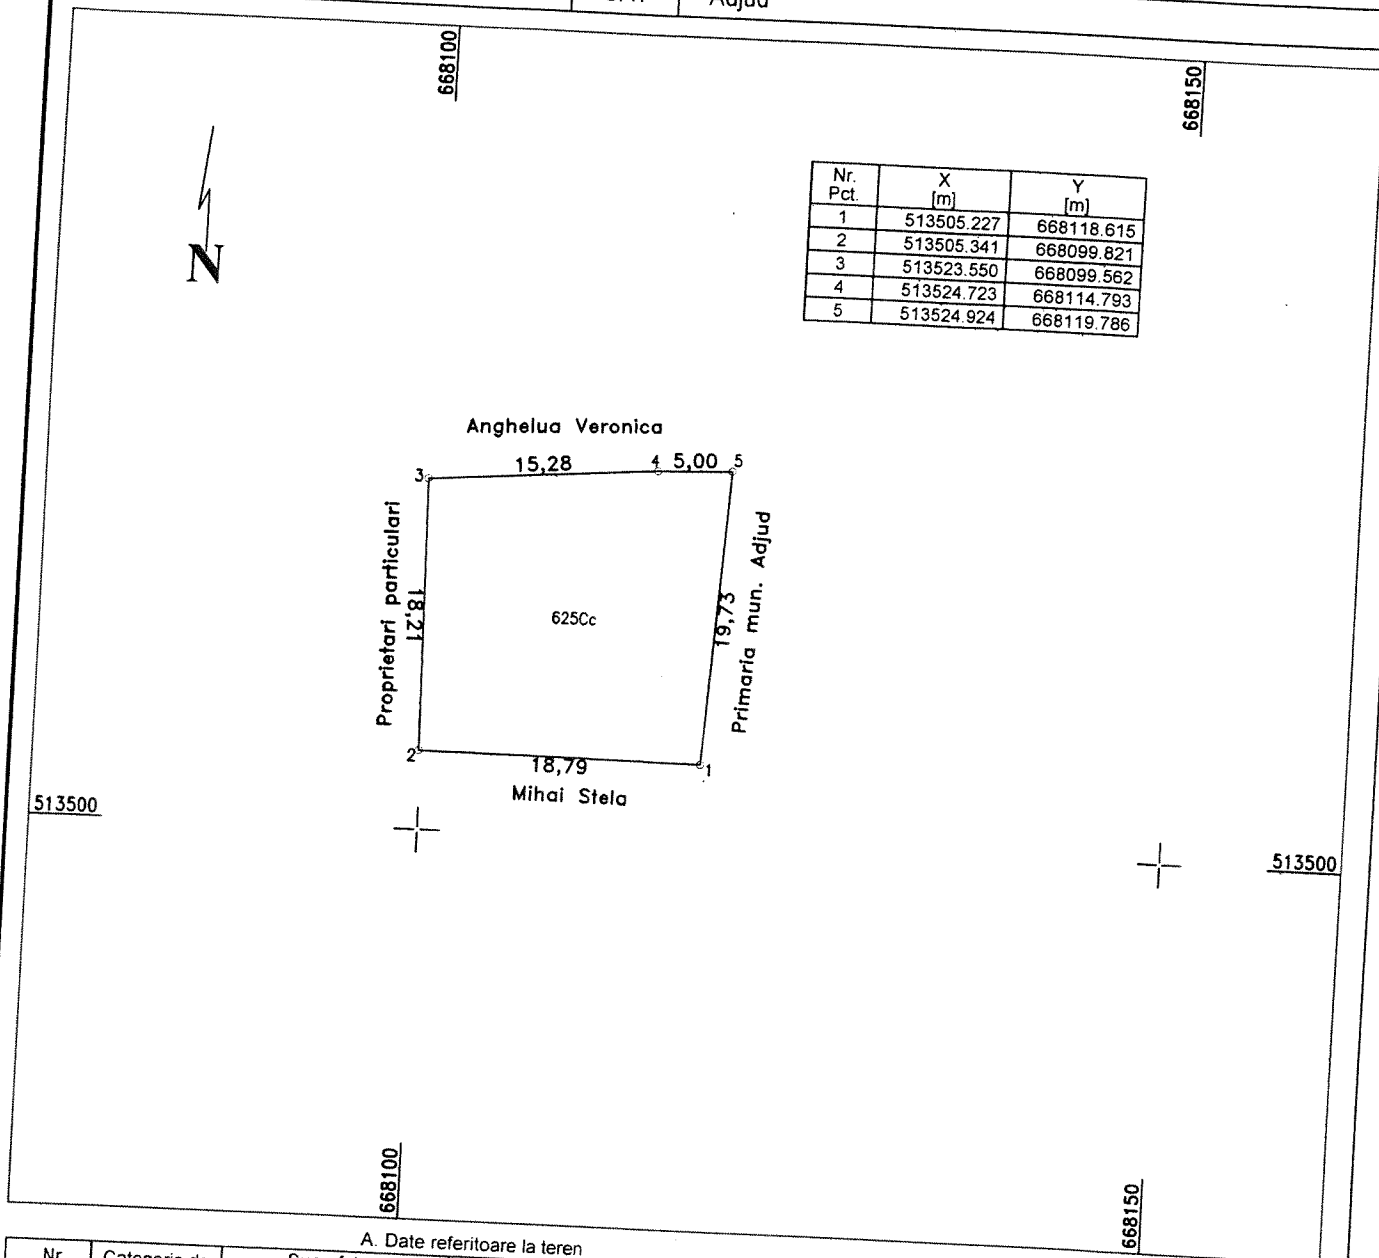 Adjud
668100
668150
Nr. Pct. X [m] Y [m]
1 513505.227 668118.615
2 513505.341 668099.821
3 513523.550 668099.562
4 513524.723 668114.793
5 513524.924 668119.786
N
Anghelua Veronica
3 15,28 4 5,00 5
Proprietari particulari
18,21
625Cc
19,73
Primaria mun. Adjud
2 18,79 1
Mihai Stela
513500
513500
668100
668150
A. Date referitoare la teren
Nr.